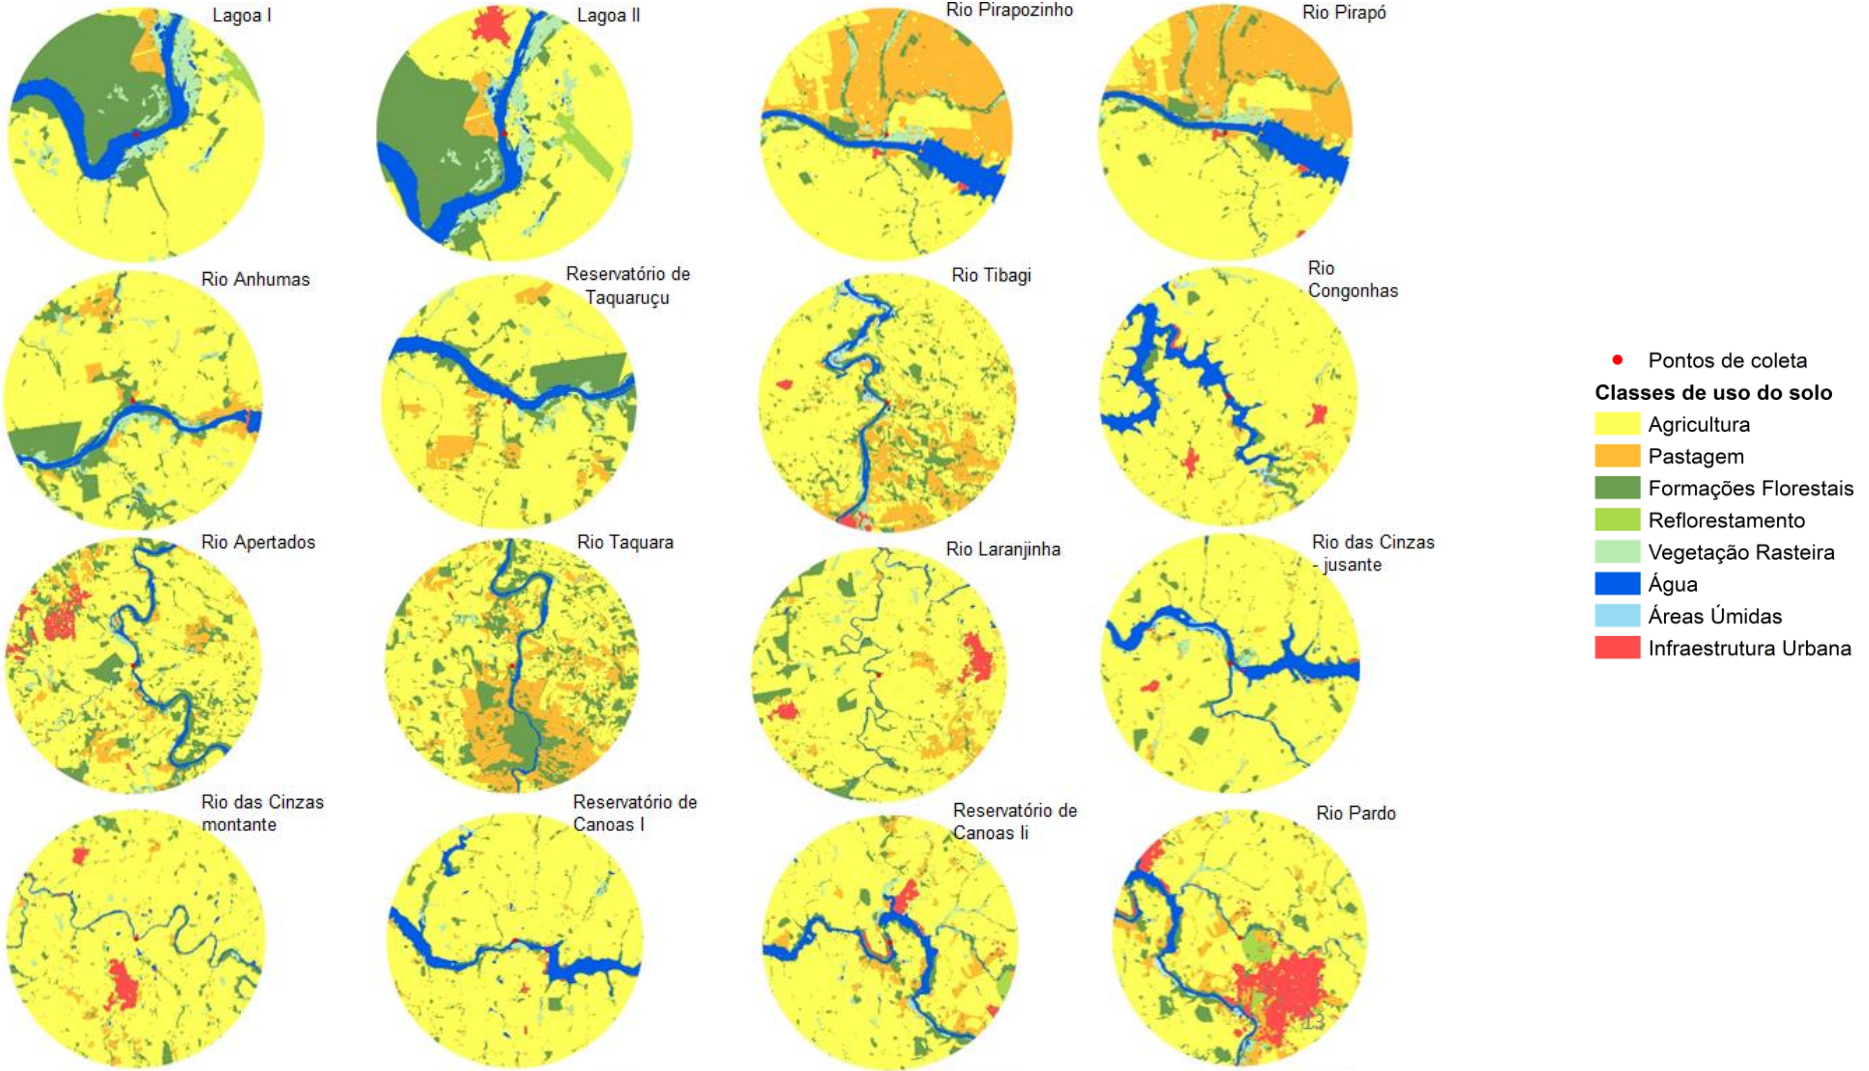 Lagoa I
Lagoa II
Rio Pirapozinho
Rio Pirapó
Rio Anhumas
Reservatório de
Taquaruçu
Rio Tibagi
Rio
Congonhas
Rio Apertados
Rio Taquara
Rio Laranjinha
Rio das Cinzas
- jusante
Rio das Cinzas
montante
Reservatório de
Canoas I
Reservatório de
Canoas Ii
Rio Pardo
13
Pontos de coleta
Classes de uso do solo
Agricultura
Pastagem
Formações Florestais
Reflorestamento
Vegetação Rasteira
Água
Áreas Úmidas
Infraestrutura Urbana